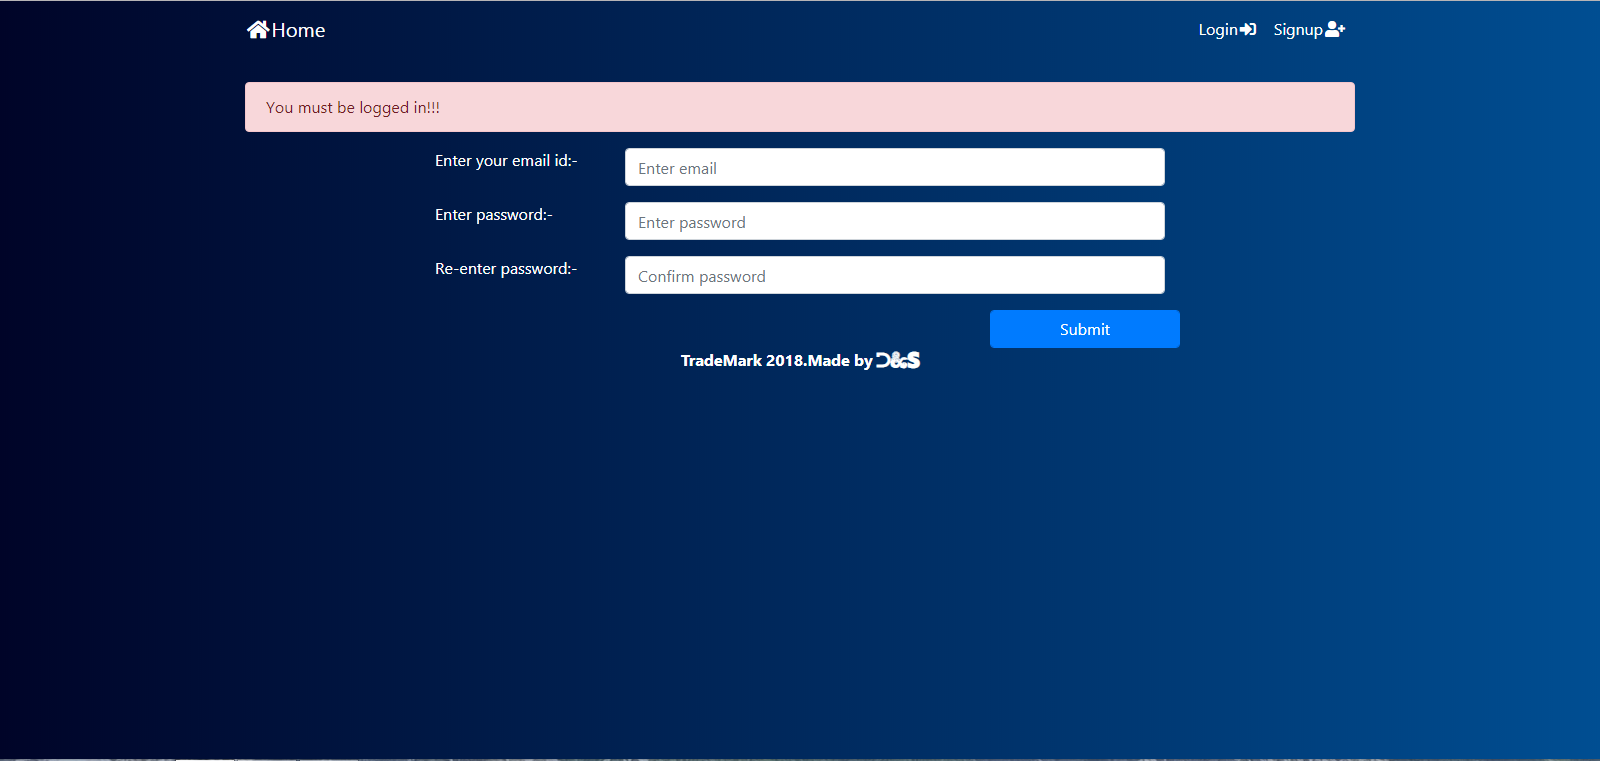 Home
Login Signup
You must be logged in!!!
Enter your email id:- Enter email
Enter password:- Enter password
Re-enter password:- Confirm password
Submit
TradeMark 2018.Made by D&S